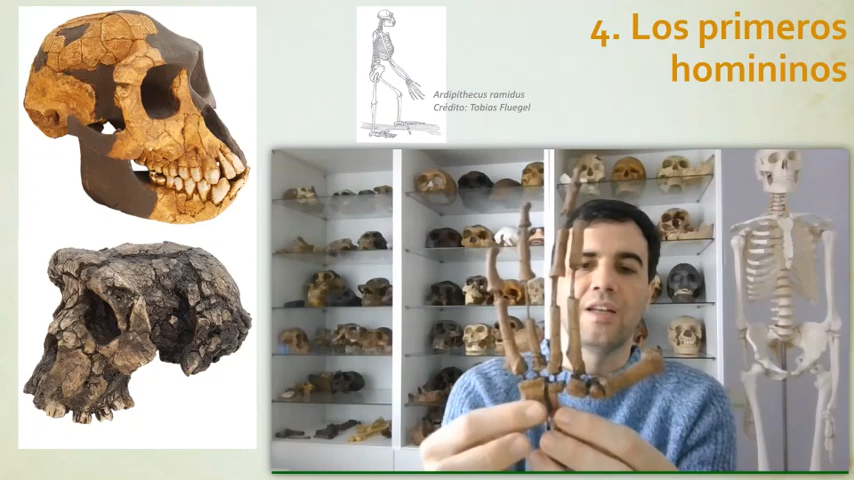 4. Los primeros
homininos
Ardipithecus ramidus
Crédito: Tobias Fluegel